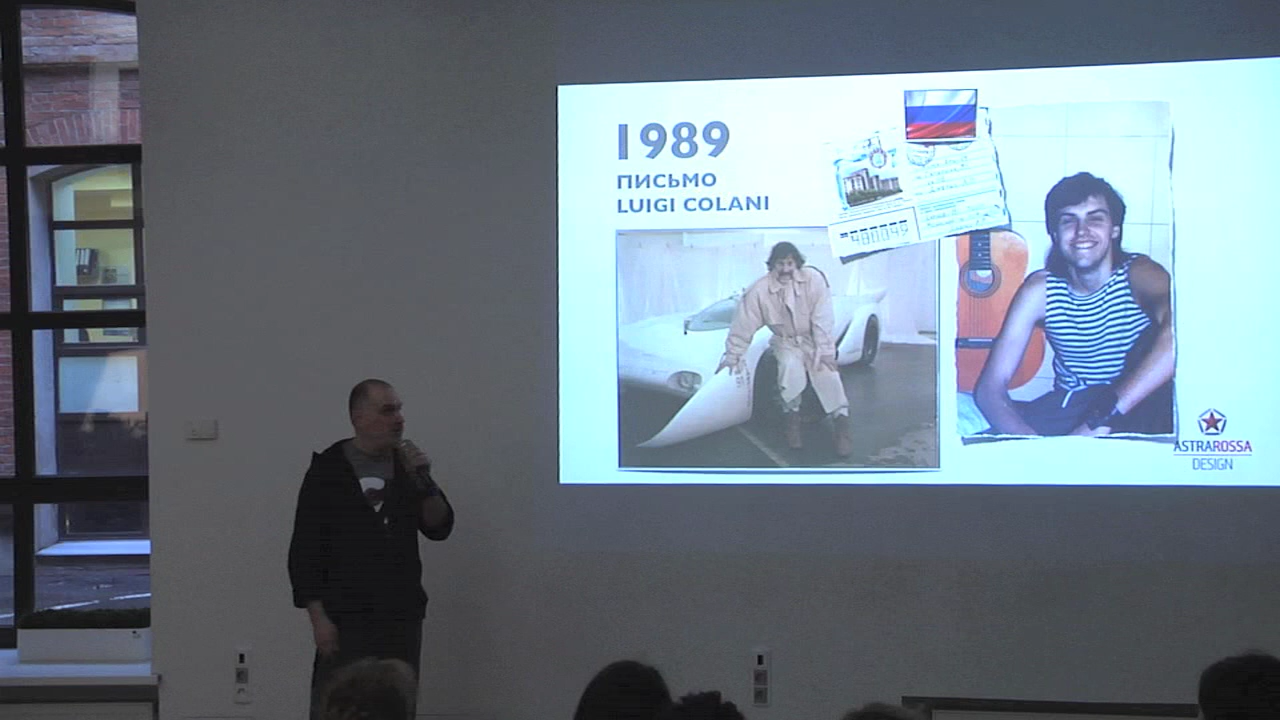 1989
ПИСЬМО
LUIGI COLANI
480049
ASTRAROSSA
DESIGN